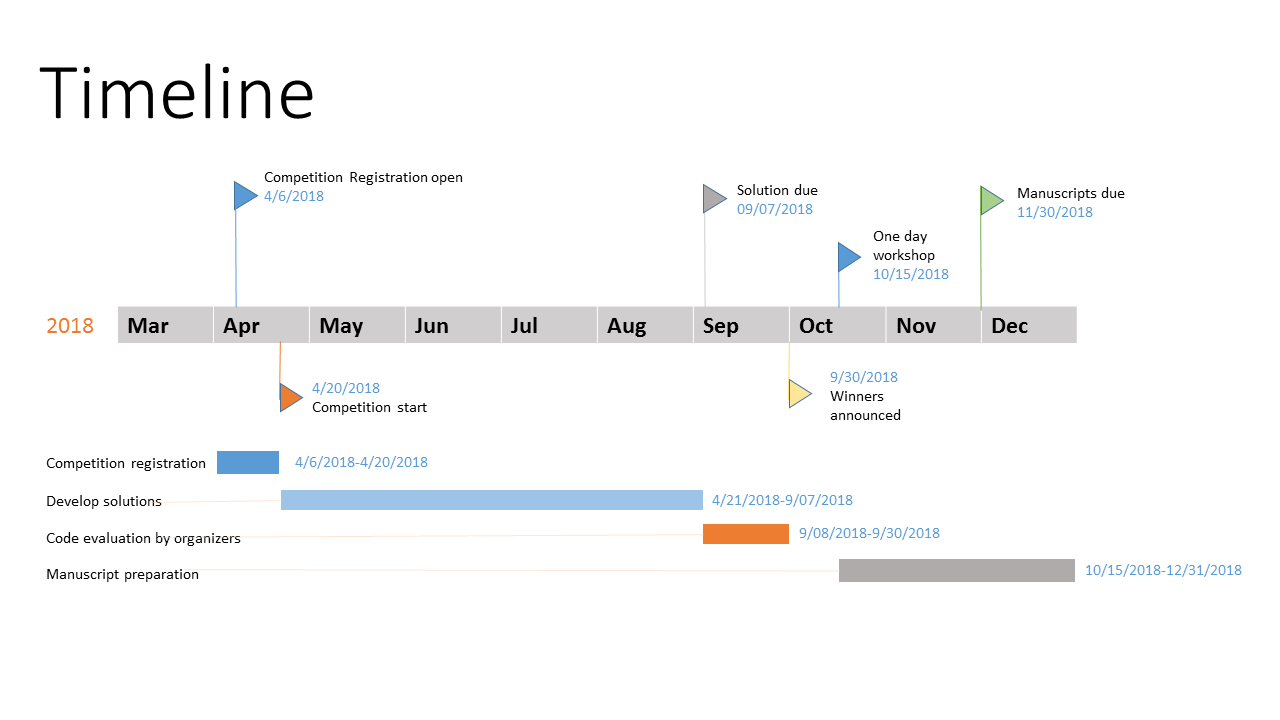 Timeline
Competition Registration open
4/6/2018
Solution due
09/07/2018
Manuscripts due
11/30/2018
One day
workshop
10/15/2018
2018 Mar Apr May Jun Jul Aug Sep Oct Nov Dec
4/20/2018
Competition start
9/30/2018
Winners
announced
Competition registration 4/6/2018-4/20/2018
Develop solutions 4/21/2018-9/07/2018
Code evaluation by organizers 9/08/2018-9/30/2018
Manuscript preparation 10/15/2018-12/31/2018